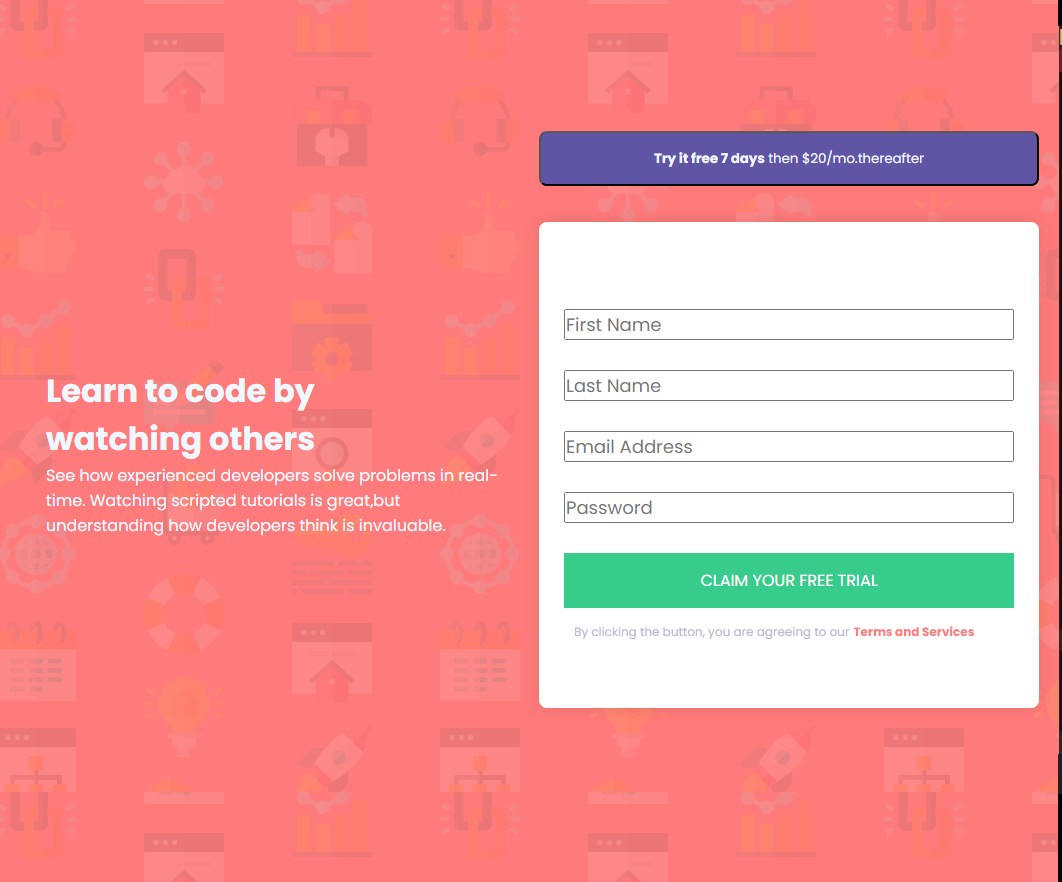 Learn to code by
watching others
See how experienced developers solve problems in real-
time. Watching scripted tutorials is great,but
understanding how developers think is invaluable.
Try it free 7 days then $20/mo.thereafter
First Name
Last Name
Email Address
Password
CLAIM YOUR FREE TRIAL
By clicking the button, you are agreeing to our Terms and Services